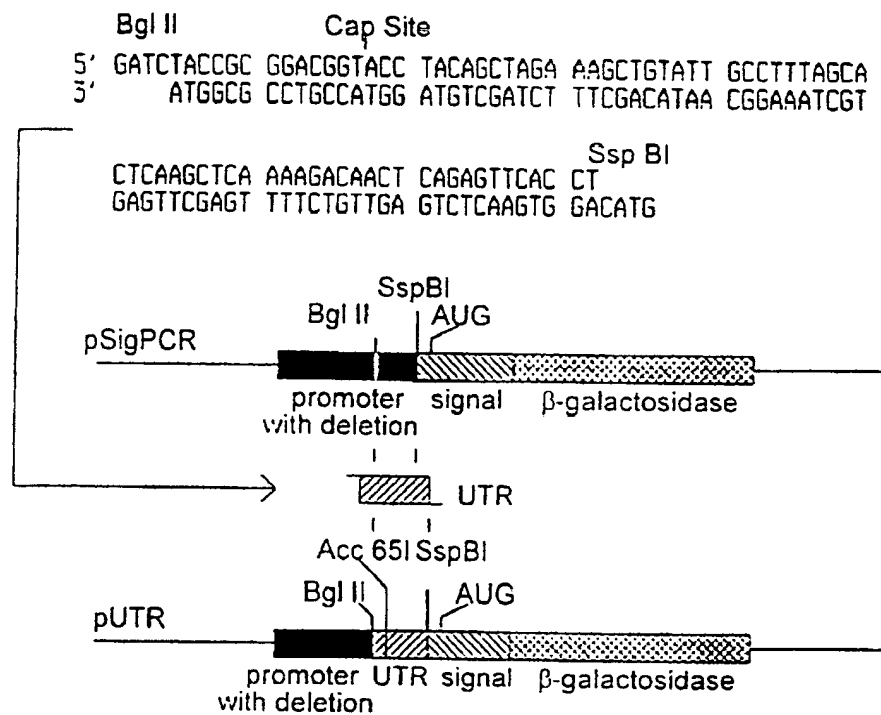 Bgl II Cap Site
5' GATCTACCGC GGACGGTACC TACAGCTAGA AAGCTGTATT GCCTTTAGCA
3' ATGGCG CCTGCCATGG ATGTCGATCT TTCGACATAA CGGAAATCGT
Ssp BI
CTCAAGCTCA AAAGACAACT CAGAGTTCAC CT
GAGTTCGAGT TTTCTGTTGA GTCTCAAGTG GACATG
SspBI
Bgl II AUG
pSigPCR
promoter signal β-galactosidase
with deletion
UTR
Acc 65I SspBI
Bgl II AUG
pUTR
promoter UTR signal β-galactosidase
with deletion